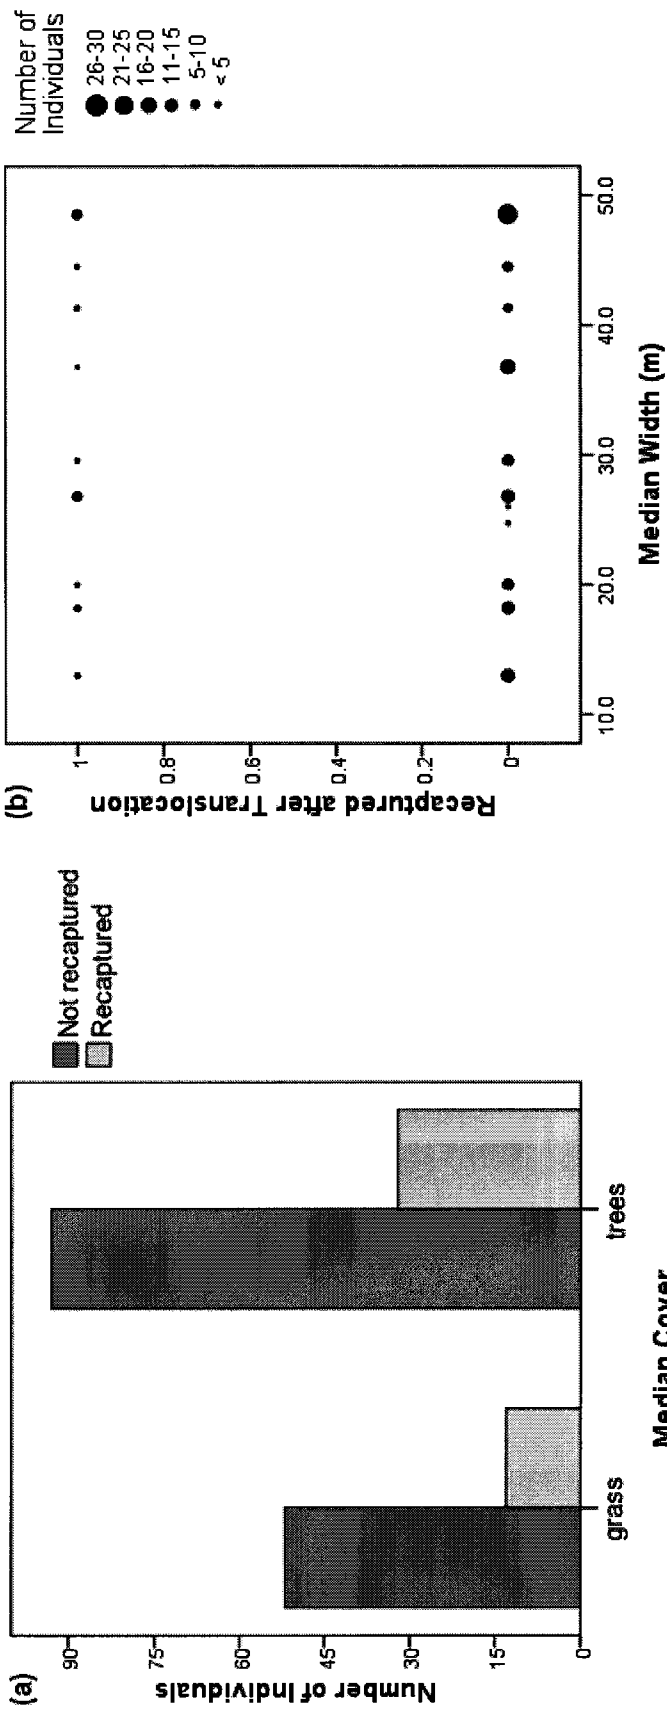 (a)
Number of Individuals
90
75
60
45
30
15
0
grass
trees
Median Cover
Not recaptured
Recaptured
(b)
Recaptured after Translocation
1
0.8
0.6
0.4
0.2
0
10.0
20.0
30.0
40.0
50.0
Median Width (m)
Number of
Individuals
26-30
21-25
16-20
11-15
5-10
<5